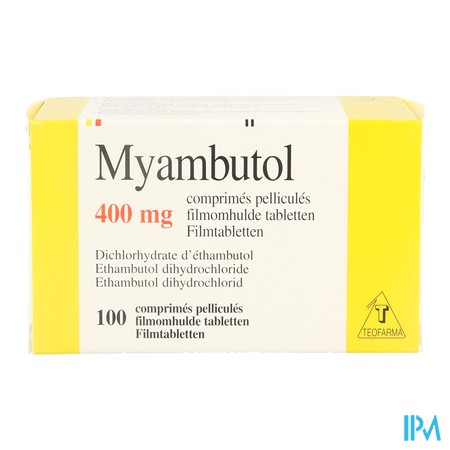 Myambutol
400 mg
comprimés pelliculés
filmomhulde tabletten
Filmtabletten
Dichlorhydrate d'éthambutol
Ethambutol dihydrochloride
Ethambutol dihydrochlorid
100 comprimés pelliculés
filmomhulde tabletten
Filmtabletten
T
TEOFARMA
IPM